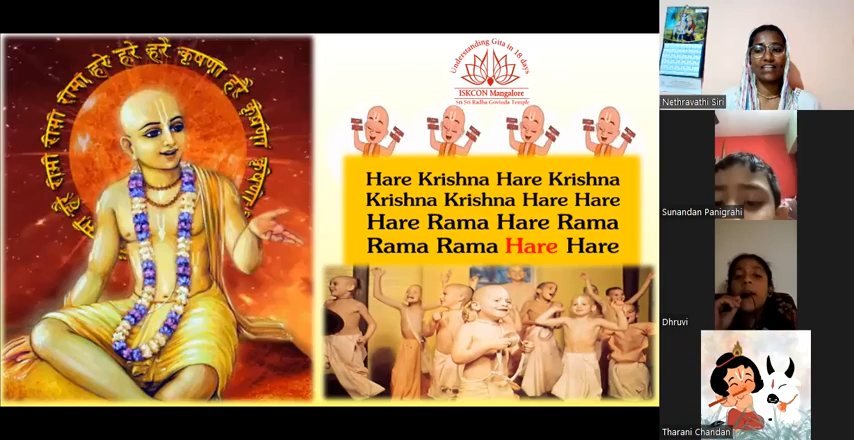 हरे हरे हरे कृष्णा हरे कृष्णा
Understanding Gita in 18 days
ISKCON Mangalore
Sri Sri Radha Govinda Temple
Hare Krishna Hare Krishna
Krishna Krishna Hare Hare
Hare Rama Hare Rama
Rama Rama Hare Hare
Nethravathi Siri
Sunandan Panigrahi
Dhruvi
Tharani Chandan